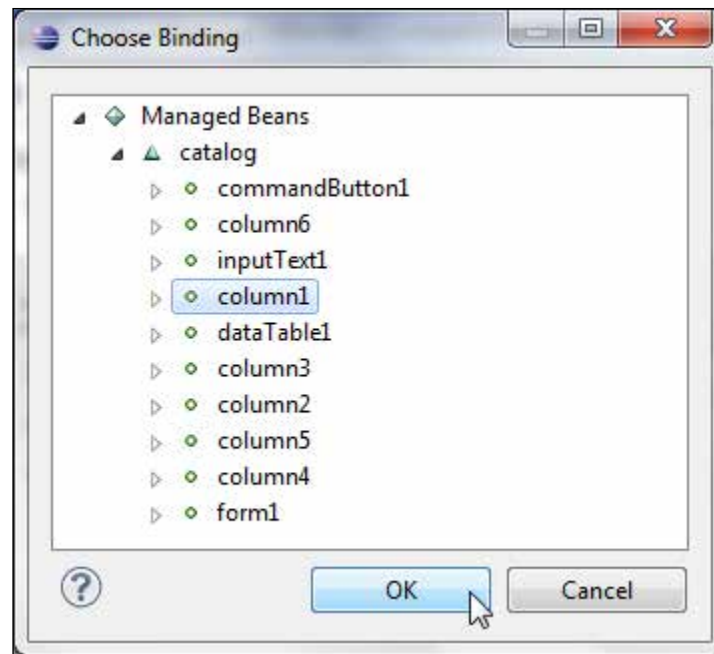 Choose Binding
Managed Beans
catalog
commandButton1
column6
inputText1
column1
dataTable1
column3
column2
column5
column4
form1
?
OK
Cancel